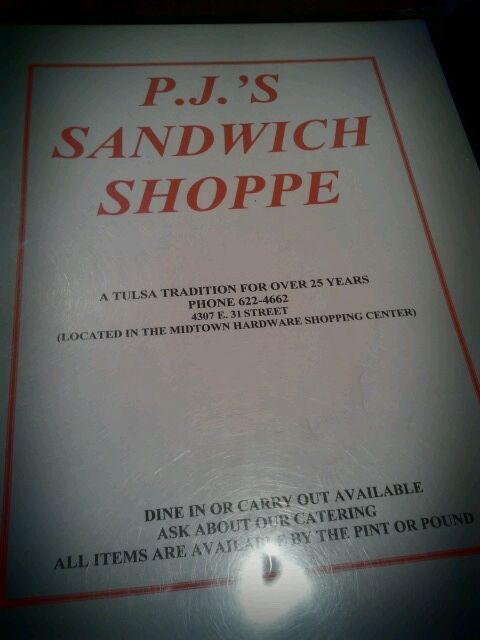 P.J.'S
SANDWICH
SHOPPE
A TULSA TRADITION FOR OVER 25 YEARS
PHONE 622-4662
4307 E. 31 STREET
(LOCATED IN THE MIDTOWN HARDWARE SHOPPING CENTER)
DINE IN OR CARRY OUT AVAILABLE
ASK ABOUT OUR CATERING
ALL ITEMS ARE AVAILABLE BY THE PINT OR POUND